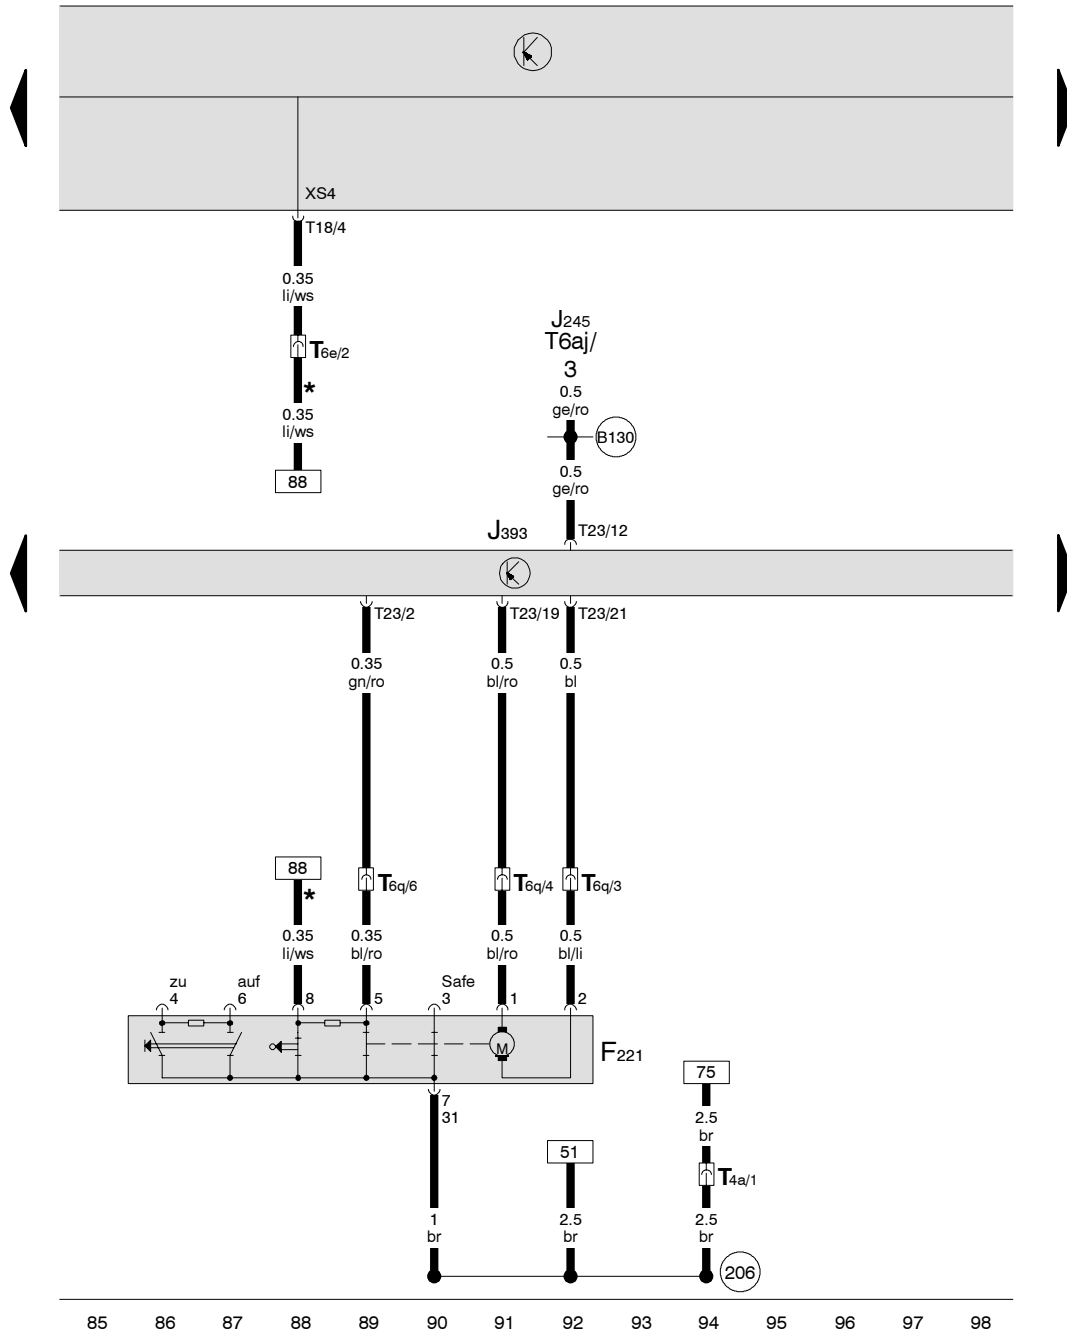 XS4
T18/4
0.35
li/ws
T6e/2
*
0.35
li/ws
88
J245
T6aj/
3
0.5
ge/ro
B130
0.5
ge/ro
J393
T23/12
T23/2
T23/19
T23/21
0.35
gn/ro
0.5
bl/ro
0.5
bl
88
*
T6q/6
T6q/4
T6q/3
0.35
li/ws
0.35
bl/ro
0.5
bl/ro
0.5
bl/li
zu
4
auf
6
8
5
Safe
3
1
2
M
F221
7
31
75
2.5
br
51
T4a/1
1
br
2.5
br
2.5
br
206
85 86 87 88 89 90 91 92 93 94 95 96 97 98